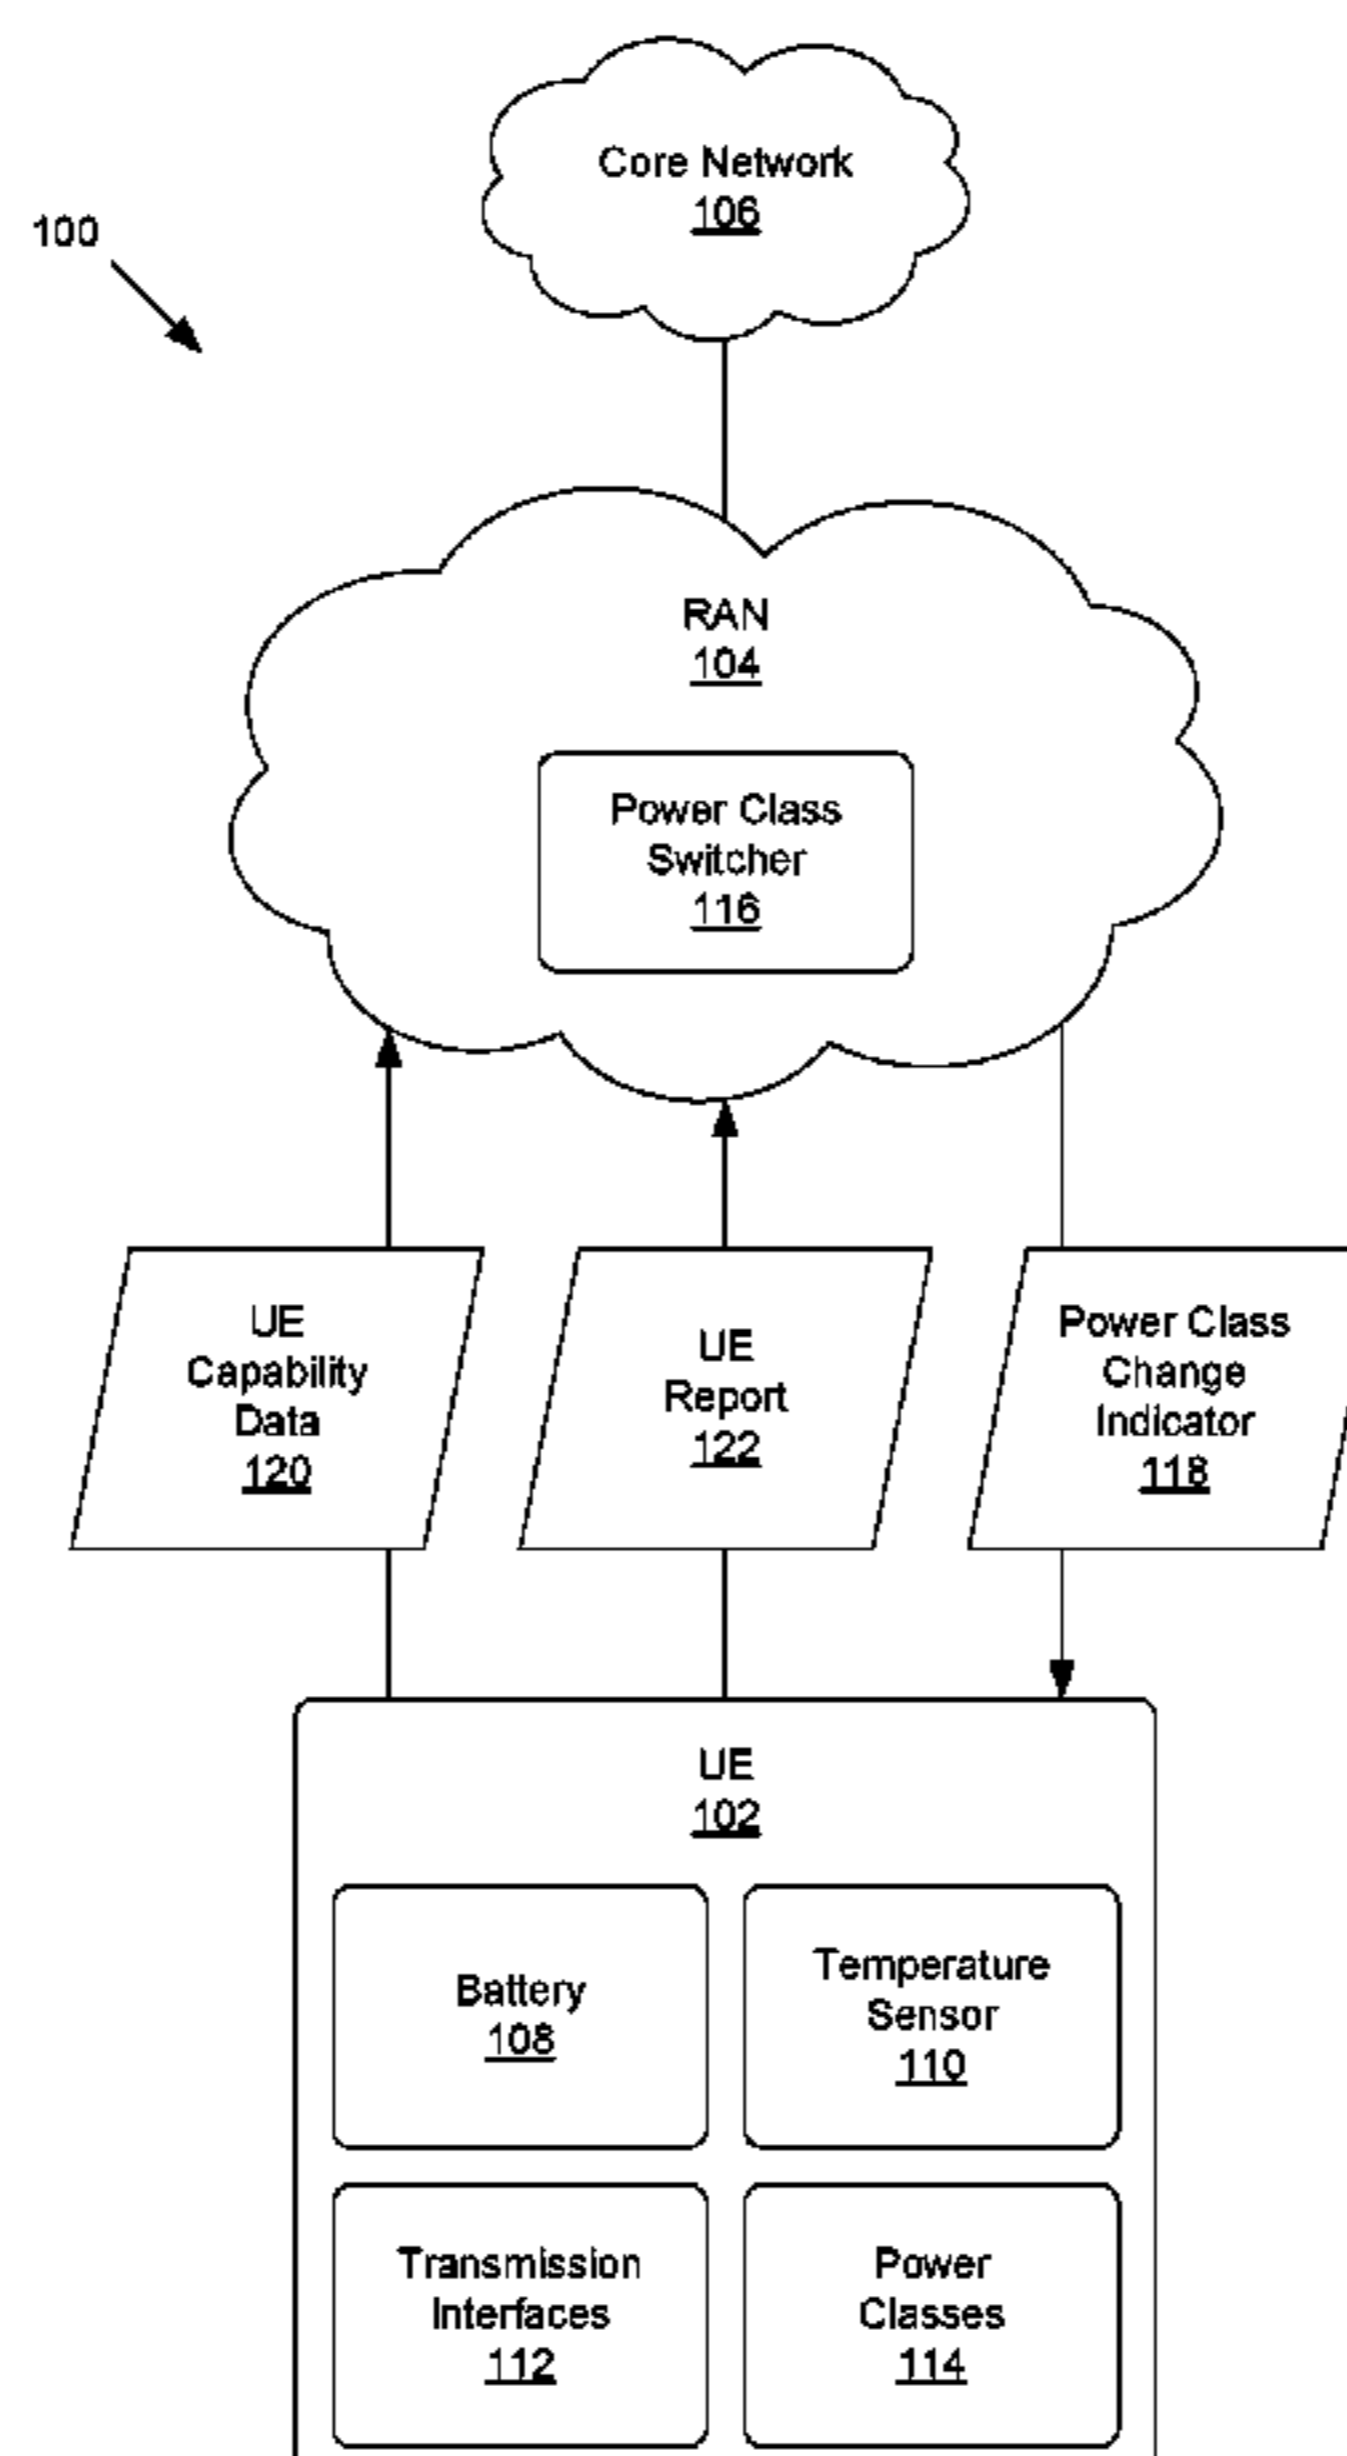 Core Network
106
100
RAN
104
Power Class
Switcher
116
UE
Capability
Data
120
UE
Report
122
Power Class
Change
Indicator
118
UE
102
Battery
108
Temperature
Sensor
110
Transmission
Interfaces
112
Power
Classes
114